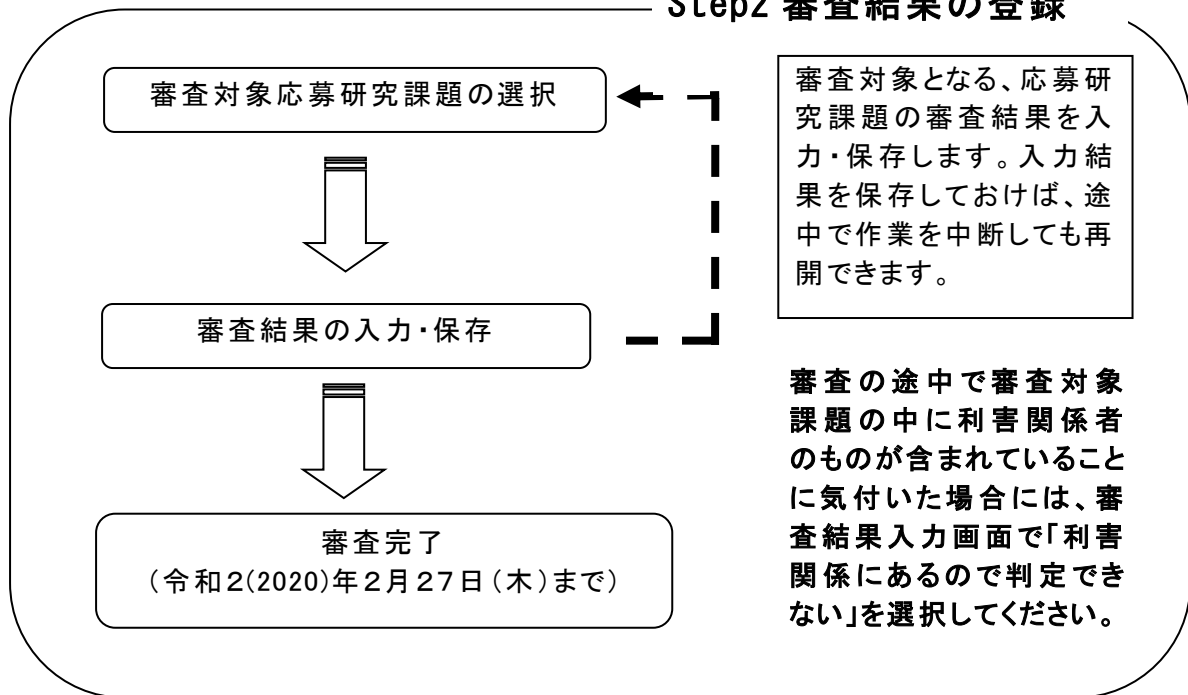 Step2 審査結果の登録
審査対象応募研究課題の選択
審査対象となる、応募研
究課題の審査結果を入
力・保存します。入力結
果を保存しておけば、途
中で作業を中断しても再
開できます。
審査結果の入力・保存
審査の途中で審査対象
課題の中に利害関係者
のものが含まれていること
に気付いた場合には、審
査結果入力画面で「利害
関係にあるので判定でき
ない」を選択してください。
審査完了
（令和２(2020)年２月２７日（木）まで）